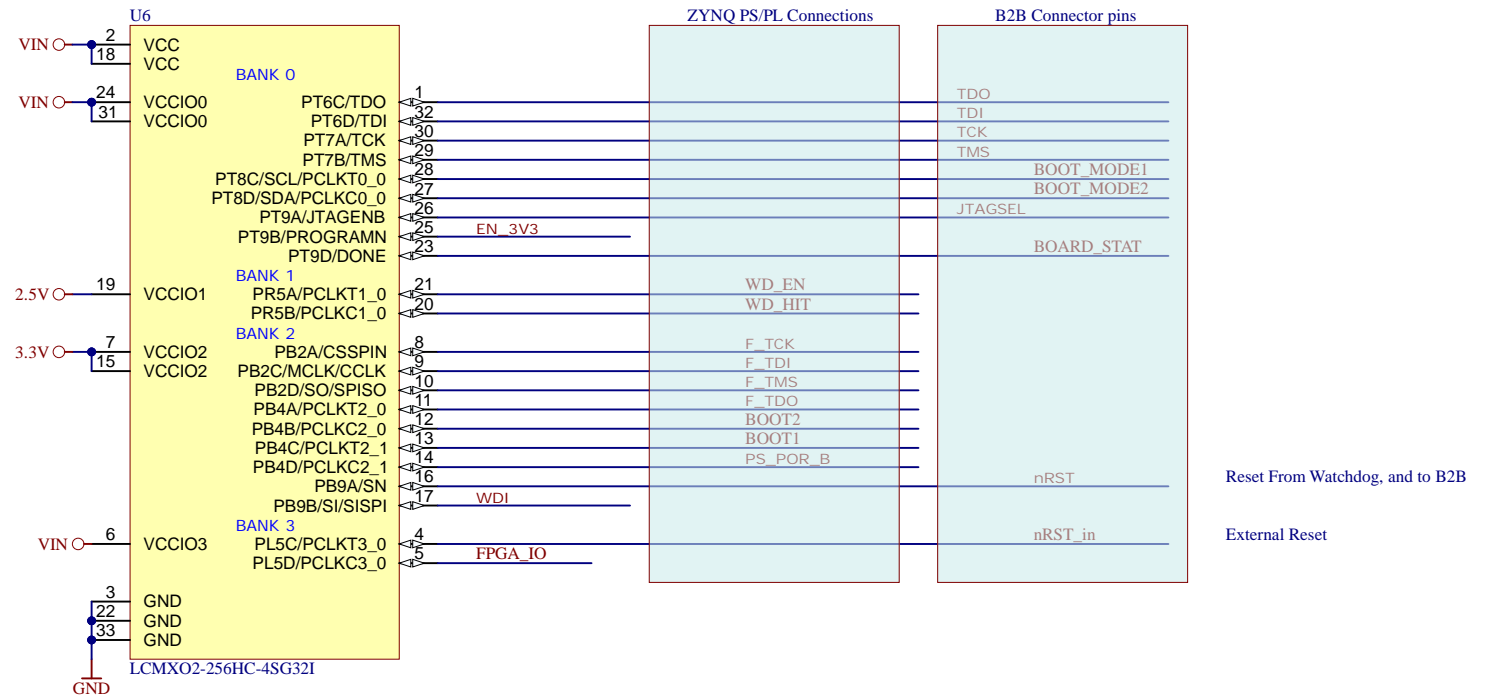 U6 ZYNQ PS/PL Connections B2B Connector pins
VIN 2 VCC
18 VCC
BANK 0
VIN 24 VCCIO0 PT6C/TDO 1 TDO
31 VCCIO0 PT6D/TDI 32 TDI
PT7A/TCK 30 TCK
PT7B/TMS 29 TMS
PT8C/SCL/PCLKT0_0 28 BOOT_MODE1
PT8D/SDA/PCLKC0_0 27 BOOT_MODE2
PT9A/JTAGENB 26 JTAGSEL
PT9B/PROGRAMN 25 EN_3V3
PT9D/DONE 23 BOARD_STAT
BANK 1
2.5V 19 VCCIO1 PR5A/PCLKT1_0 21 WD_EN
PR5B/PCLKC1_0 20 WD_HIT
BANK 2
3.3V 7 VCCIO2 PB2A/CSSPIN 8 F_TCK
15 VCCIO2 PB2C/MCLK/CCLK 9 F_TDI
PB2D/SO/SPISO 10 F_TMS
PB4A/PCLKT2_0 11 F_TDO
PB4B/PCLKC2_0 12 BOOT2
PB4C/PCLKT2_1 13 BOOT1
PB4D/PCLKC2_1 14 PS_POR_B
PB9A/SN 16 nRST Reset From Watchdog, and to B2B
PB9B/SI/SISPI 17 WDI
BANK 3
VIN 6 VCCIO3 PL5C/PCLKT3_0 4 nRST_in External Reset
PL5D/PCLKC3_0 5 FPGA_IO
3 GND
22 GND
33 GND
LCMXO2-256HC-4SG32I
GND